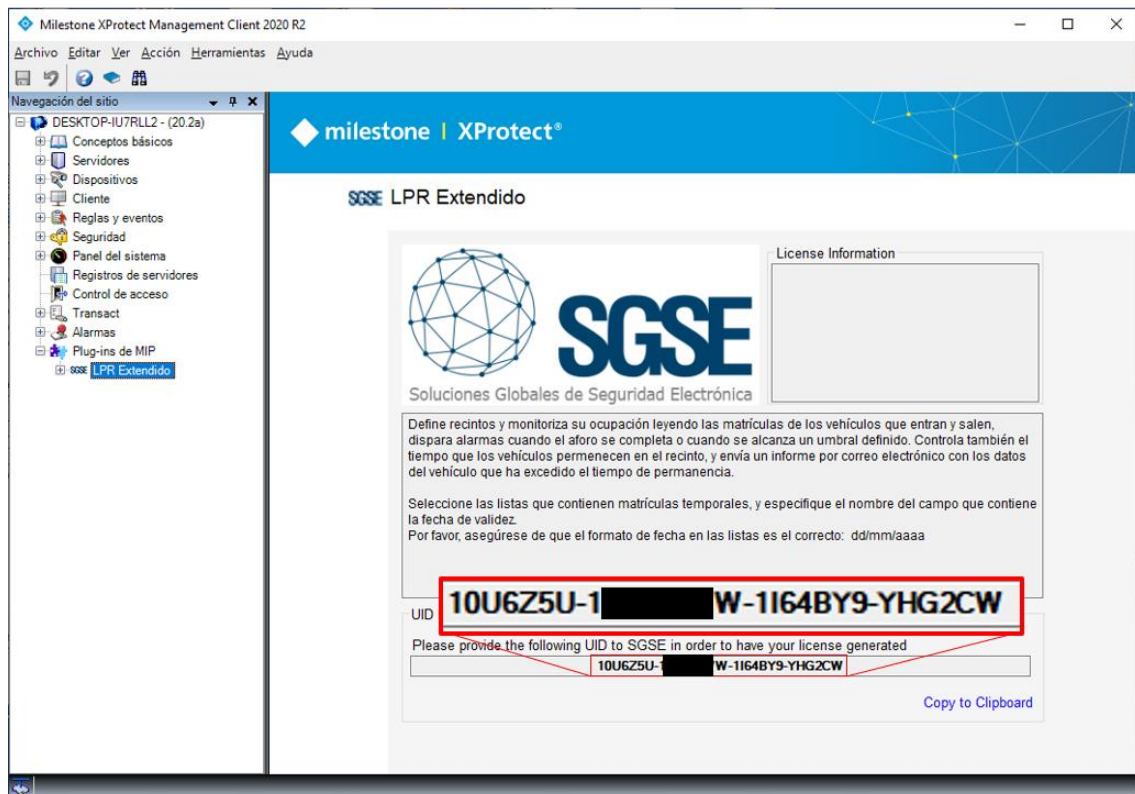 Milestone XProtect Management Client 2020 R2
Archivo Editar Ver Acción Herramientas Ayuda
Navegación del sitio
DESKTOP-IU7RLL2 - (20.2a)
Conceptos básicos
Servidores
Dispositivos
Cliente
Reglas y eventos
Seguridad
Panel del sistema
Registros de servidores
Control de acceso
Transact
Alarmas
Plug-ins de MIP
SGSE LPR Extendido
milestone | XProtect®
SGSE LPR Extendido
License Information
SGSE
Soluciones Globales de Seguridad Electrónica
Define recintos y monitoriza su ocupación leyendo las matrículas de los vehículos que entran y salen,
dispara alarmas cuando el aforo se completa o cuando se alcanza un umbral definido. Controla también el
tiempo que los vehículos permenecen en el recinto, y envía un informe por correo electrónico con los datos
del vehículo que ha excedido el tiempo de permanencia.
Seleccione las listas que contienen matrículas temporales, y especifique el nombre del campo que contiene
la fecha de validez.
Por favor, asegúrese de que el formato de fecha en las listas es el correcto: dd/mm/aaaa
10U6Z5U-1 W-1I64BY9-YHG2CW
UID
Please provide the following UID to SGSE in order to have your license generated
10U6Z5U-1 W-1I64BY9-YHG2CW
Copy to Clipboard